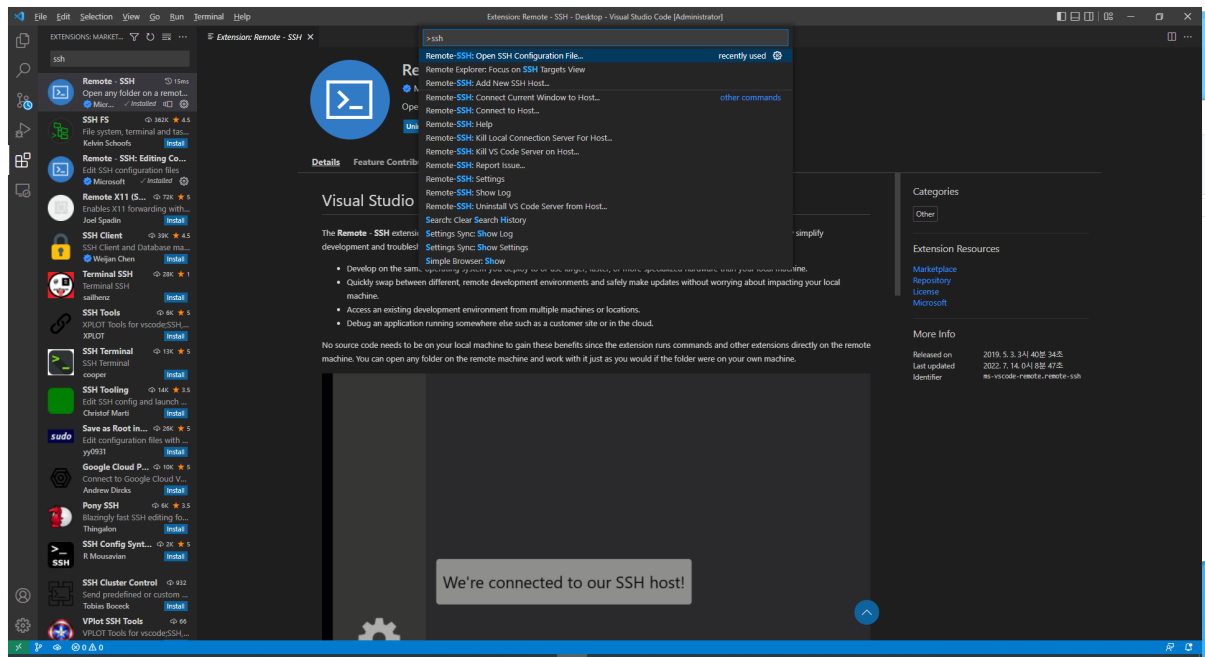 File Edit Selection View Go Run Terminal Help
Extension: Remote - SSH - Desktop - Visual Studio Code [Administrator]
EXTENSIONS: MARKET...
ssh
Remote - SSH 15ms
Open any folder on a remot...
Micr... ✓ Installed
SSH FS 362K ★ 4.5
File system, terminal and tas...
Kelvin Schoofs Install
Remote - SSH: Editing Co...
Edit SSH configuration files
Microsoft ✓ Installed
Remote X11 (S... 72K ★ 5
Enables X11 forwarding with...
Joel Spadin Install
SSH Client 39K ★ 4.5
SSH Client and Database ma...
Weijan Chen Install
Terminal SSH 28K ★ 1
Terminal SSH
sailhenz Install
SSH Tools 6K ★ 5
XPLOT Tools for vscode;SSH,...
XPLOT Install
SSH Terminal 13K ★ 5
SSH Terminal
cooper Install
SSH Tooling 14K ★ 3.5
Edit SSH config and launch ...
Christof Marti Install
sudo
Save as Root in... 26K ★ 5
Edit configuration files with ...
yy0931 Install
Google Cloud P... 10K ★ 5
Connect to Google Cloud V...
Andrew Dircks Install
Pony SSH 6K ★ 3.5
Blazingly fast SSH editing fo...
Thingalon Install
>_ SSH
SSH Config Synt... 2K ★ 5
R Mousavian Install
SSH Cluster Control 932
Send predefined or custom ...
Tobias Boceck Install
VPlot SSH Tools 66
VPLOT Tools for vscode;SSH,...
0 0
Extension: Remote - SSH ×
>ssh
Remote-SSH: Open SSH Configuration File... recently used
Remote Explorer: Focus on SSH Targets View
Remote-SSH: Add New SSH Host...
Remote-SSH: Connect Current Window to Host... other commands
Remote-SSH: Connect to Host...
Remote-SSH: Help
Remote-SSH: Kill Local Connection Server For Host...
Remote-SSH: Kill VS Code Server on Host...
Remote-SSH: Report Issue...
Remote-SSH: Settings
Remote-SSH: Show Log
Remote-SSH: Uninstall VS Code Server from Host...
Search: Clear Search History
Settings Sync: Show Log
Settings Sync: Show Settings
Simple Browser: Show
Re
M
Ope
Uni
Details Feature Contrib
Visual Studio
The Remote - SSH extensi simplify
development and troubles
• Develop on the same operating system you deploy to or use larger, faster, or more specialized hardware than your local machine.
• Quickly swap between different, remote development environments and safely make updates without worrying about impacting your local
machine.
• Access an existing development environment from multiple machines or locations.
• Debug an application running somewhere else such as a customer site or in the cloud.
No source code needs to be on your local machine to gain these benefits since the extension runs commands and other extensions directly on the remote
machine. You can open any folder on the remote machine and work with it just as you would if the folder were on your own machine.
We're connected to our SSH host!
Categories
Other
Extension Resources
Marketplace
Repository
License
Microsoft
More Info
Released on 2019. 5. 3. 3시 40분 34초
Last updated 2022. 7. 14. 0시 8분 47초
Identifier ms-vscode-remote.remote-ssh